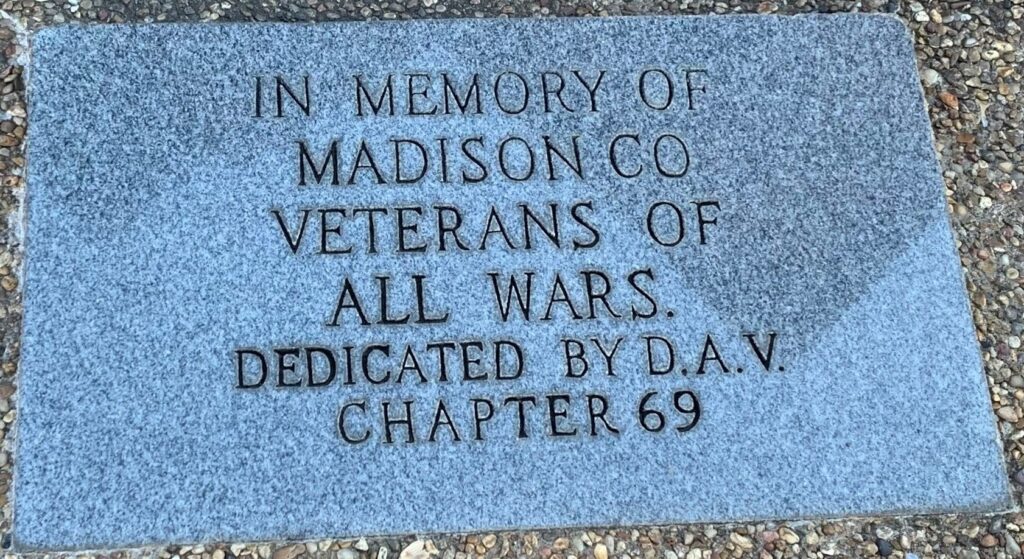 IN MEMORY OF
MADISON CO
VETERANS OF
ALL WARS.
DEDICATED BY D.A.V.
CHAPTER 69